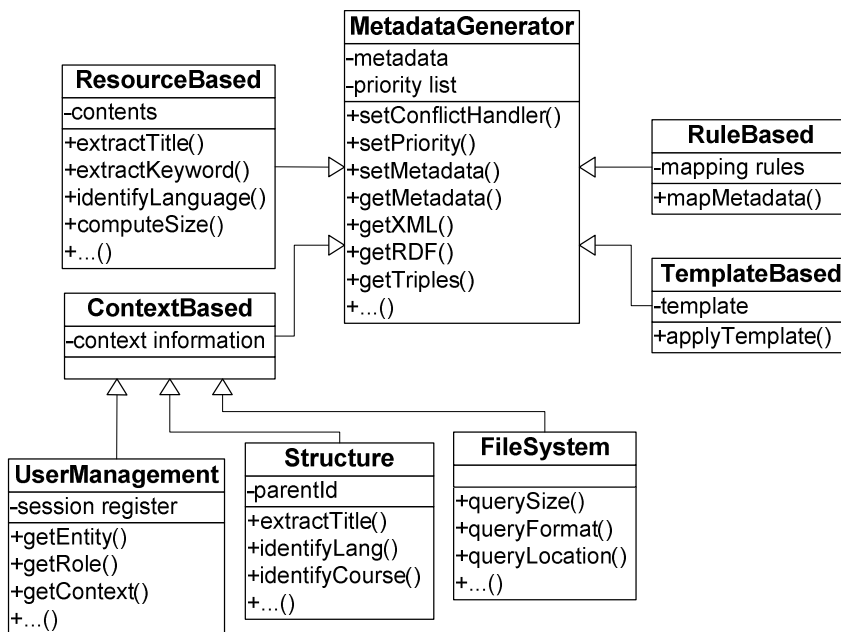 MetadataGenerator
-metadata
-priority list
+setConflictHandler()
+setPriority()
+setMetadata()
+getMetadata()
+getXML()
+getRDF()
+getTriples()
+...()
ResourceBased
-contents
+extractTitle()
+extractKeyword()
+identifyLanguage()
+computeSize()
+...()
RuleBased
-mapping rules
+mapMetadata()
TemplateBased
-template
+applyTemplate()
ContextBased
-context information
UserManagement
-session register
+getEntity()
+getRole()
+getContext()
+...()
Structure
-parentId
+extractTitle()
+identifyLang()
+identifyCourse()
+...()
FileSystem
+querySize()
+queryFormat()
+queryLocation()
+...()